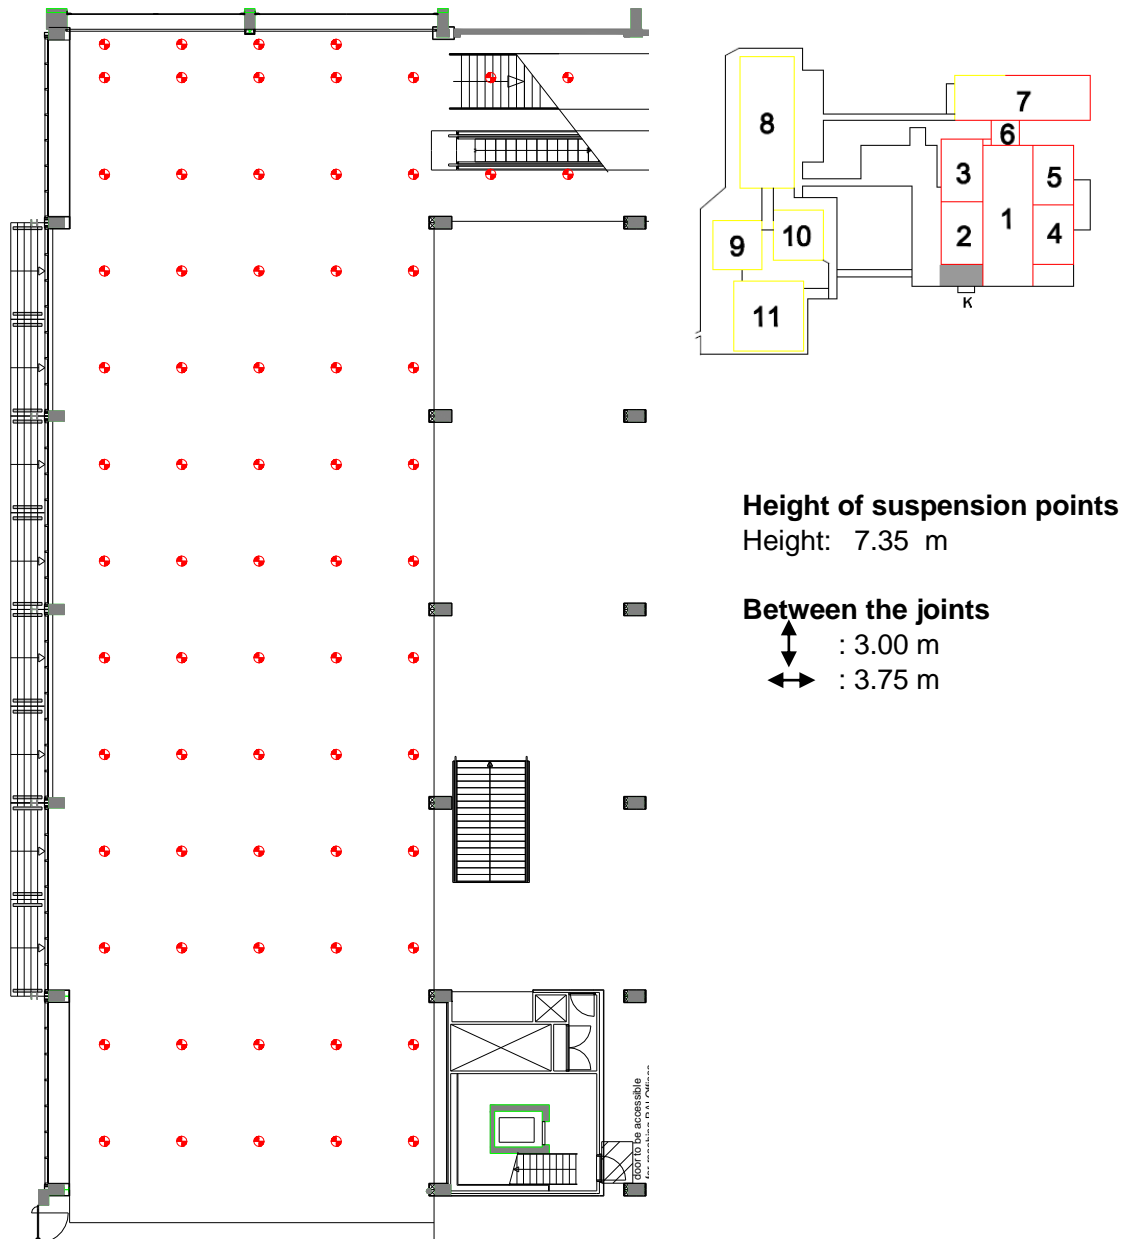 8
7
6
3
5
1
2
4
9
10
11
K
Height of suspension points
Height: 7.35 m
Between the joints
: 3.00 m
: 3.75 m
door to be accessible